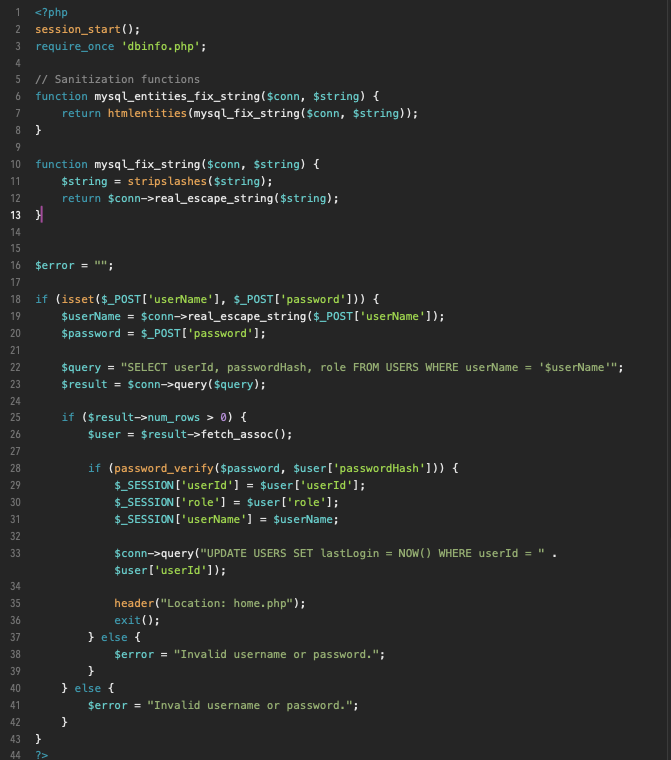 1 <?php
2 session_start();
3 require_once 'dbinfo.php';
4
5 // Sanitization functions
6 function mysql_entities_fix_string($conn, $string) {
7     return htmlentities(mysql_fix_string($conn, $string));
8 }
9
10 function mysql_fix_string($conn, $string) {
11     $string = stripslashes($string);
12     return $conn->real_escape_string($string);
13 }
14
15
16 $error = "";
17
18 if (isset($_POST['userName'], $_POST['password'])) {
19     $userName = $conn->real_escape_string($_POST['userName']);
20     $password = $_POST['password'];
21
22     $query = "SELECT userId, passwordHash, role FROM USERS WHERE userName = '$userName'";
23     $result = $conn->query($query);
24
25     if ($result->num_rows > 0) {
26         $user = $result->fetch_assoc();
27
28         if (password_verify($password, $user['passwordHash'])) {
29             $_SESSION['userId'] = $user['userId'];
30             $_SESSION['role'] = $user['role'];
31             $_SESSION['userName'] = $userName;
32
33             $conn->query("UPDATE USERS SET lastLogin = NOW() WHERE userId = " .
            $user['userId']);
34
35             header("Location: home.php");
36             exit();
37         } else {
38             $error = "Invalid username or password.";
39         }
40     } else {
41         $error = "Invalid username or password.";
42     }
43 }
44 ?>